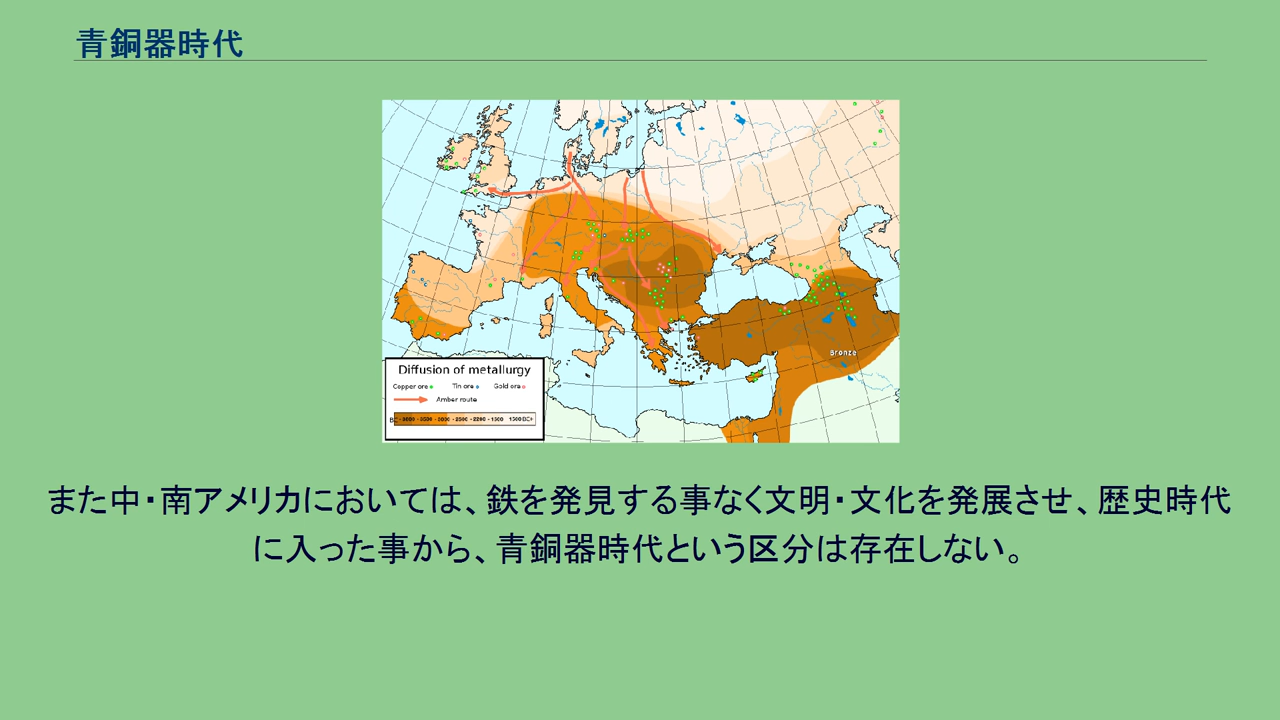 青銅器時代
Bronze
Diffusion of metallurgy
Copper ore Tin ore Gold ore
Amber route
また中・南アメリカにおいては、鉄を発見する事なく文明・文化を発展させ、歴史時代
に入った事から、青銅器時代という区分は存在しない。